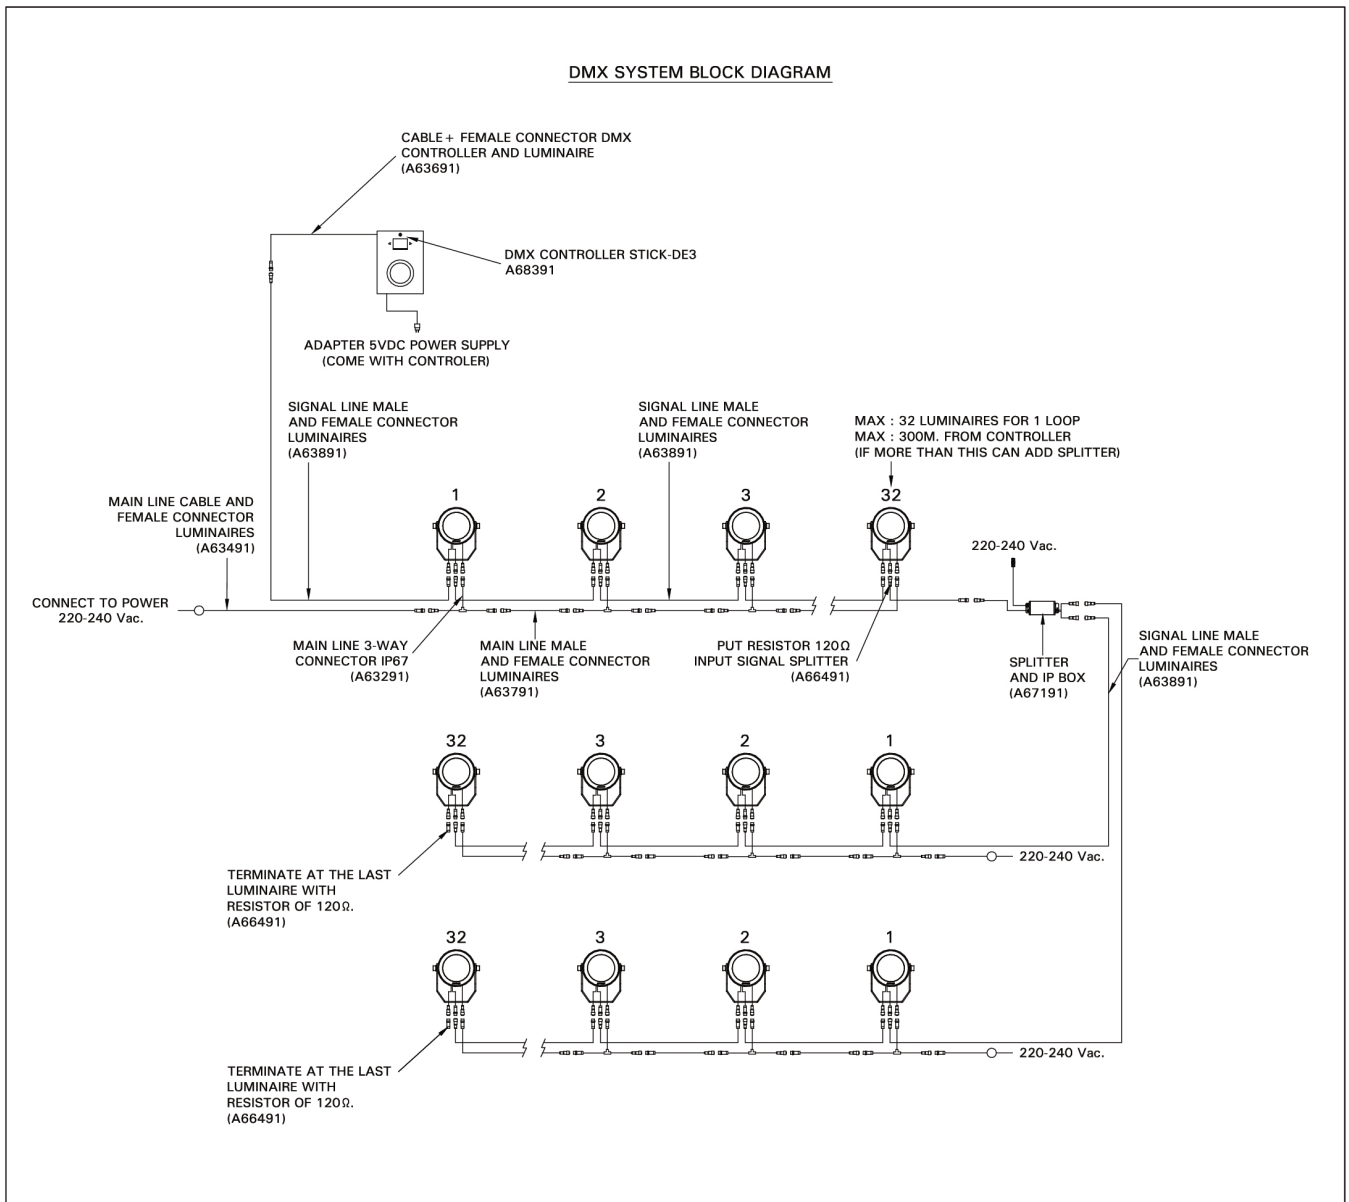 DMX SYSTEM BLOCK DIAGRAM
CABLE+ FEMALE CONNECTOR DMX
CONTROLLER AND LUMINAIRE
(A63691)
DMX CONTROLLER STICK-DE3
A68391
ADAPTER 5VDC POWER SUPPLY
(COME WITH CONTROLER)
SIGNAL LINE MALE
AND FEMALE CONNECTOR
LUMINAIRES
(A63891)
SIGNAL LINE MALE
AND FEMALE CONNECTOR
LUMINAIRES
(A63891)
MAX : 32 LUMINAIRES FOR 1 LOOP
MAX : 300M. FROM CONTROLLER
(IF MORE THAN THIS CAN ADD SPLITTER)
MAIN LINE CABLE AND
FEMALE CONNECTOR
LUMINAIRES
(A63491)
1
2
3
32
220-240 Vac.
CONNECT TO POWER
220-240 Vac.
MAIN LINE 3-WAY
CONNECTOR IP67
(A63291)
MAIN LINE MALE
AND FEMALE CONNECTOR
LUMINAIRES
(A63791)
PUT RESISTOR 120Ω
INPUT SIGNAL SPLITTER
(A66491)
SPLITTER
AND IP BOX
(A67191)
SIGNAL LINE MALE
AND FEMALE CONNECTOR
LUMINAIRES
(A63891)
32
3
2
1
220-240 Vac.
TERMINATE AT THE LAST
LUMINAIRE WITH
RESISTOR OF 120Ω.
(A66491)
32
3
2
1
220-240 Vac.
TERMINATE AT THE LAST
LUMINAIRE WITH
RESISTOR OF 120Ω.
(A66491)